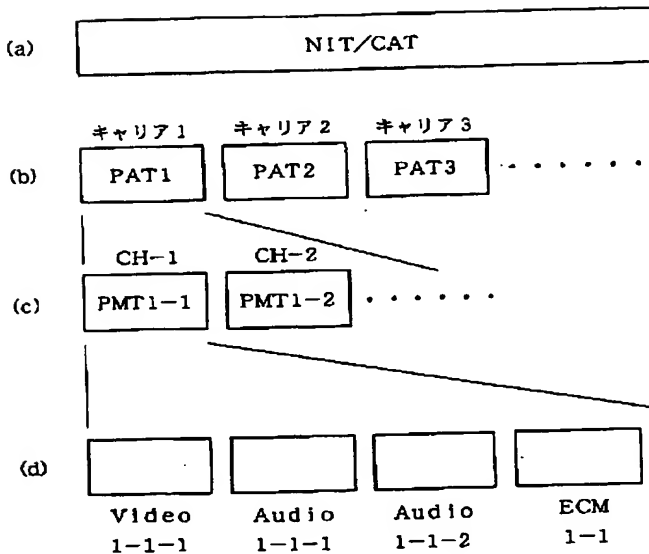 (a) NIT/CAT
キャリア1 キャリア2 キャリア3
(b) PAT1 PAT2 PAT3 ・・・・・・
CH-1 CH-2
(c) PMT1-1 PMT1-2 ・・・・・・
(d)
Video Audio Audio ECM
1-1-1 1-1-1 1-1-2 1-1